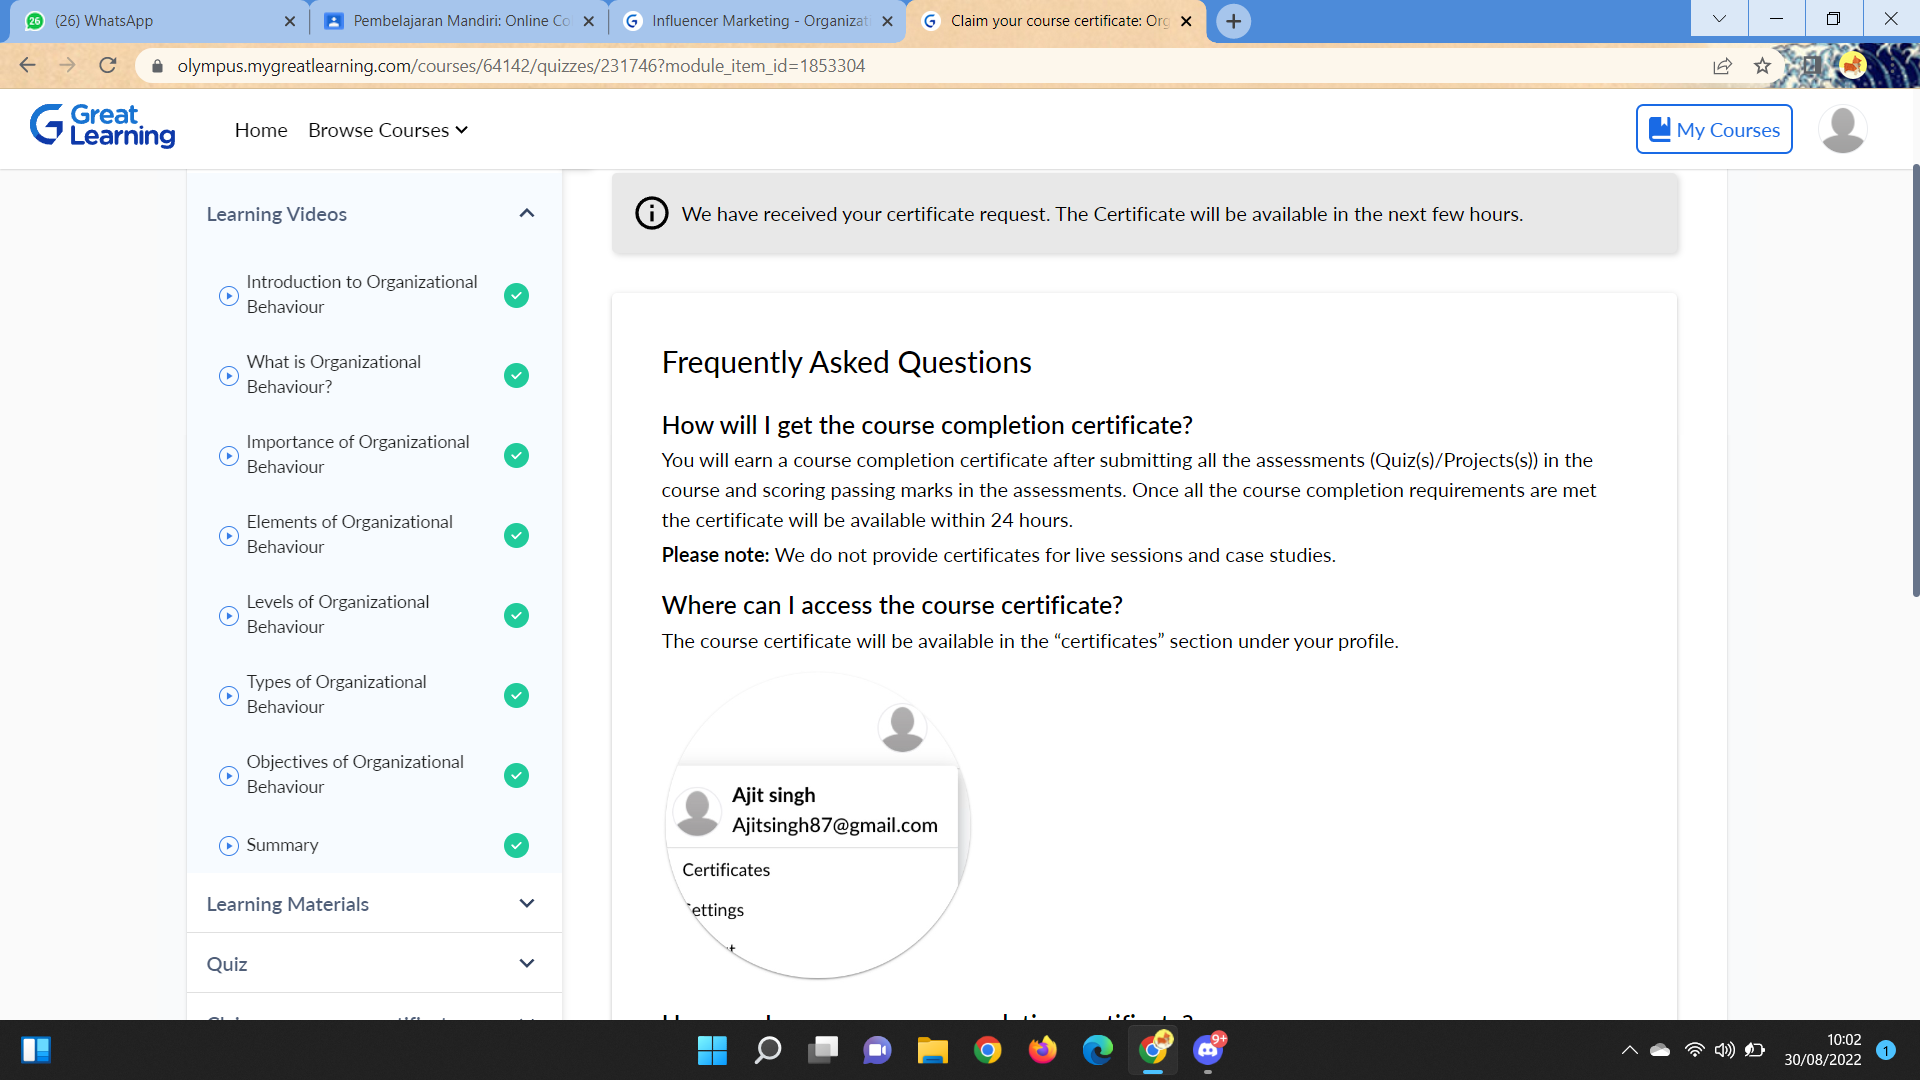 (26) WhatsApp
Pembelajaran Mandiri: Online Co
Influencer Marketing - Organizat
Claim your course certificate: Org
olympus.mygreatlearning.com/courses/64142/quizzes/231746?module_item_id=1853304
Great
Learning
Home
Browse Courses
My Courses
Learning Videos
Introduction to Organizational
Behaviour
What is Organizational
Behaviour?
Importance of Organizational
Behaviour
Elements of Organizational
Behaviour
Levels of Organizational
Behaviour
Types of Organizational
Behaviour
Objectives of Organizational
Behaviour
Summary
Learning Materials
Quiz
We have received your certificate request. The Certificate will be available in the next few hours.
Frequently Asked Questions
How will I get the course completion certificate?
You will earn a course completion certificate after submitting all the assessments (Quiz(s)/Projects(s)) in the
course and scoring passing marks in the assessments. Once all the course completion requirements are met
the certificate will be available within 24 hours.
Please note: We do not provide certificates for live sessions and case studies.
Where can I access the course certificate?
The course certificate will be available in the “certificates” section under your profile.
Ajit singh
Ajitsingh87@gmail.com
Certificates
ettings
t
26
9+
10:02
30/08/2022
1